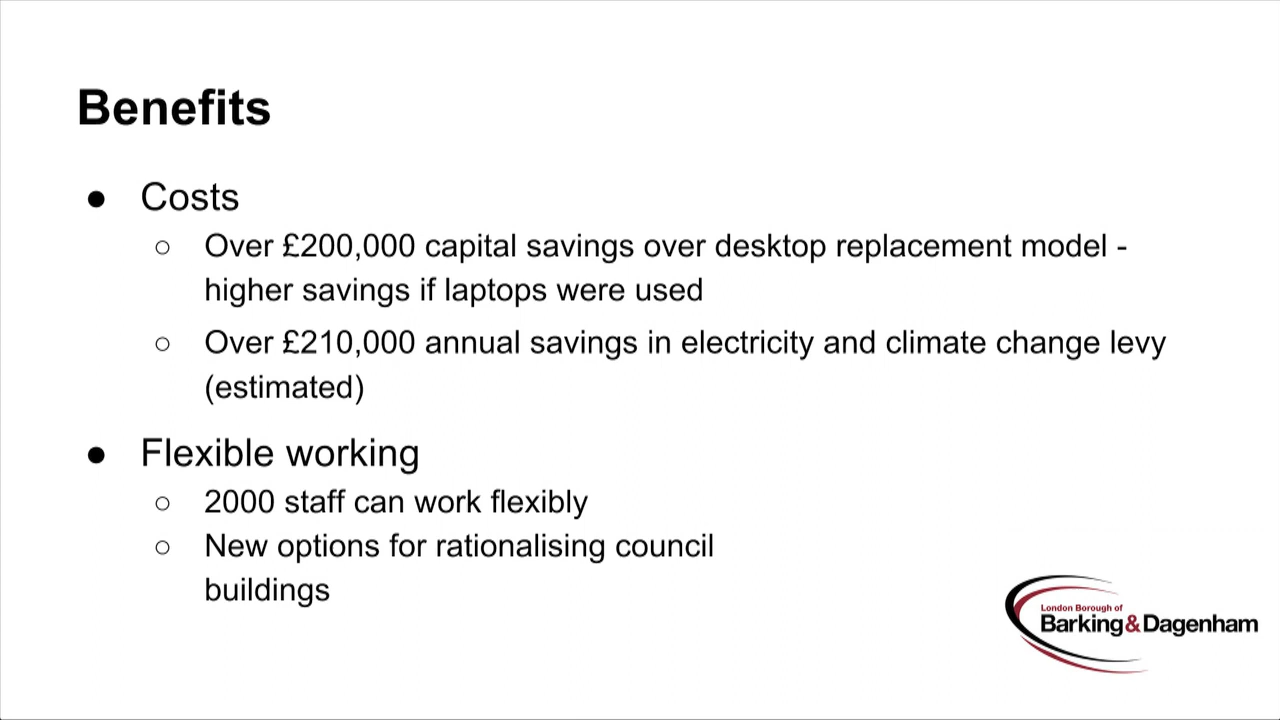 Benefits
● Costs
○ Over £200,000 capital savings over desktop replacement model -
higher savings if laptops were used
○ Over £210,000 annual savings in electricity and climate change levy
(estimated)
● Flexible working
○ 2000 staff can work flexibly
○ New options for rationalising council
buildings
London Borough of
Barking&Dagenham